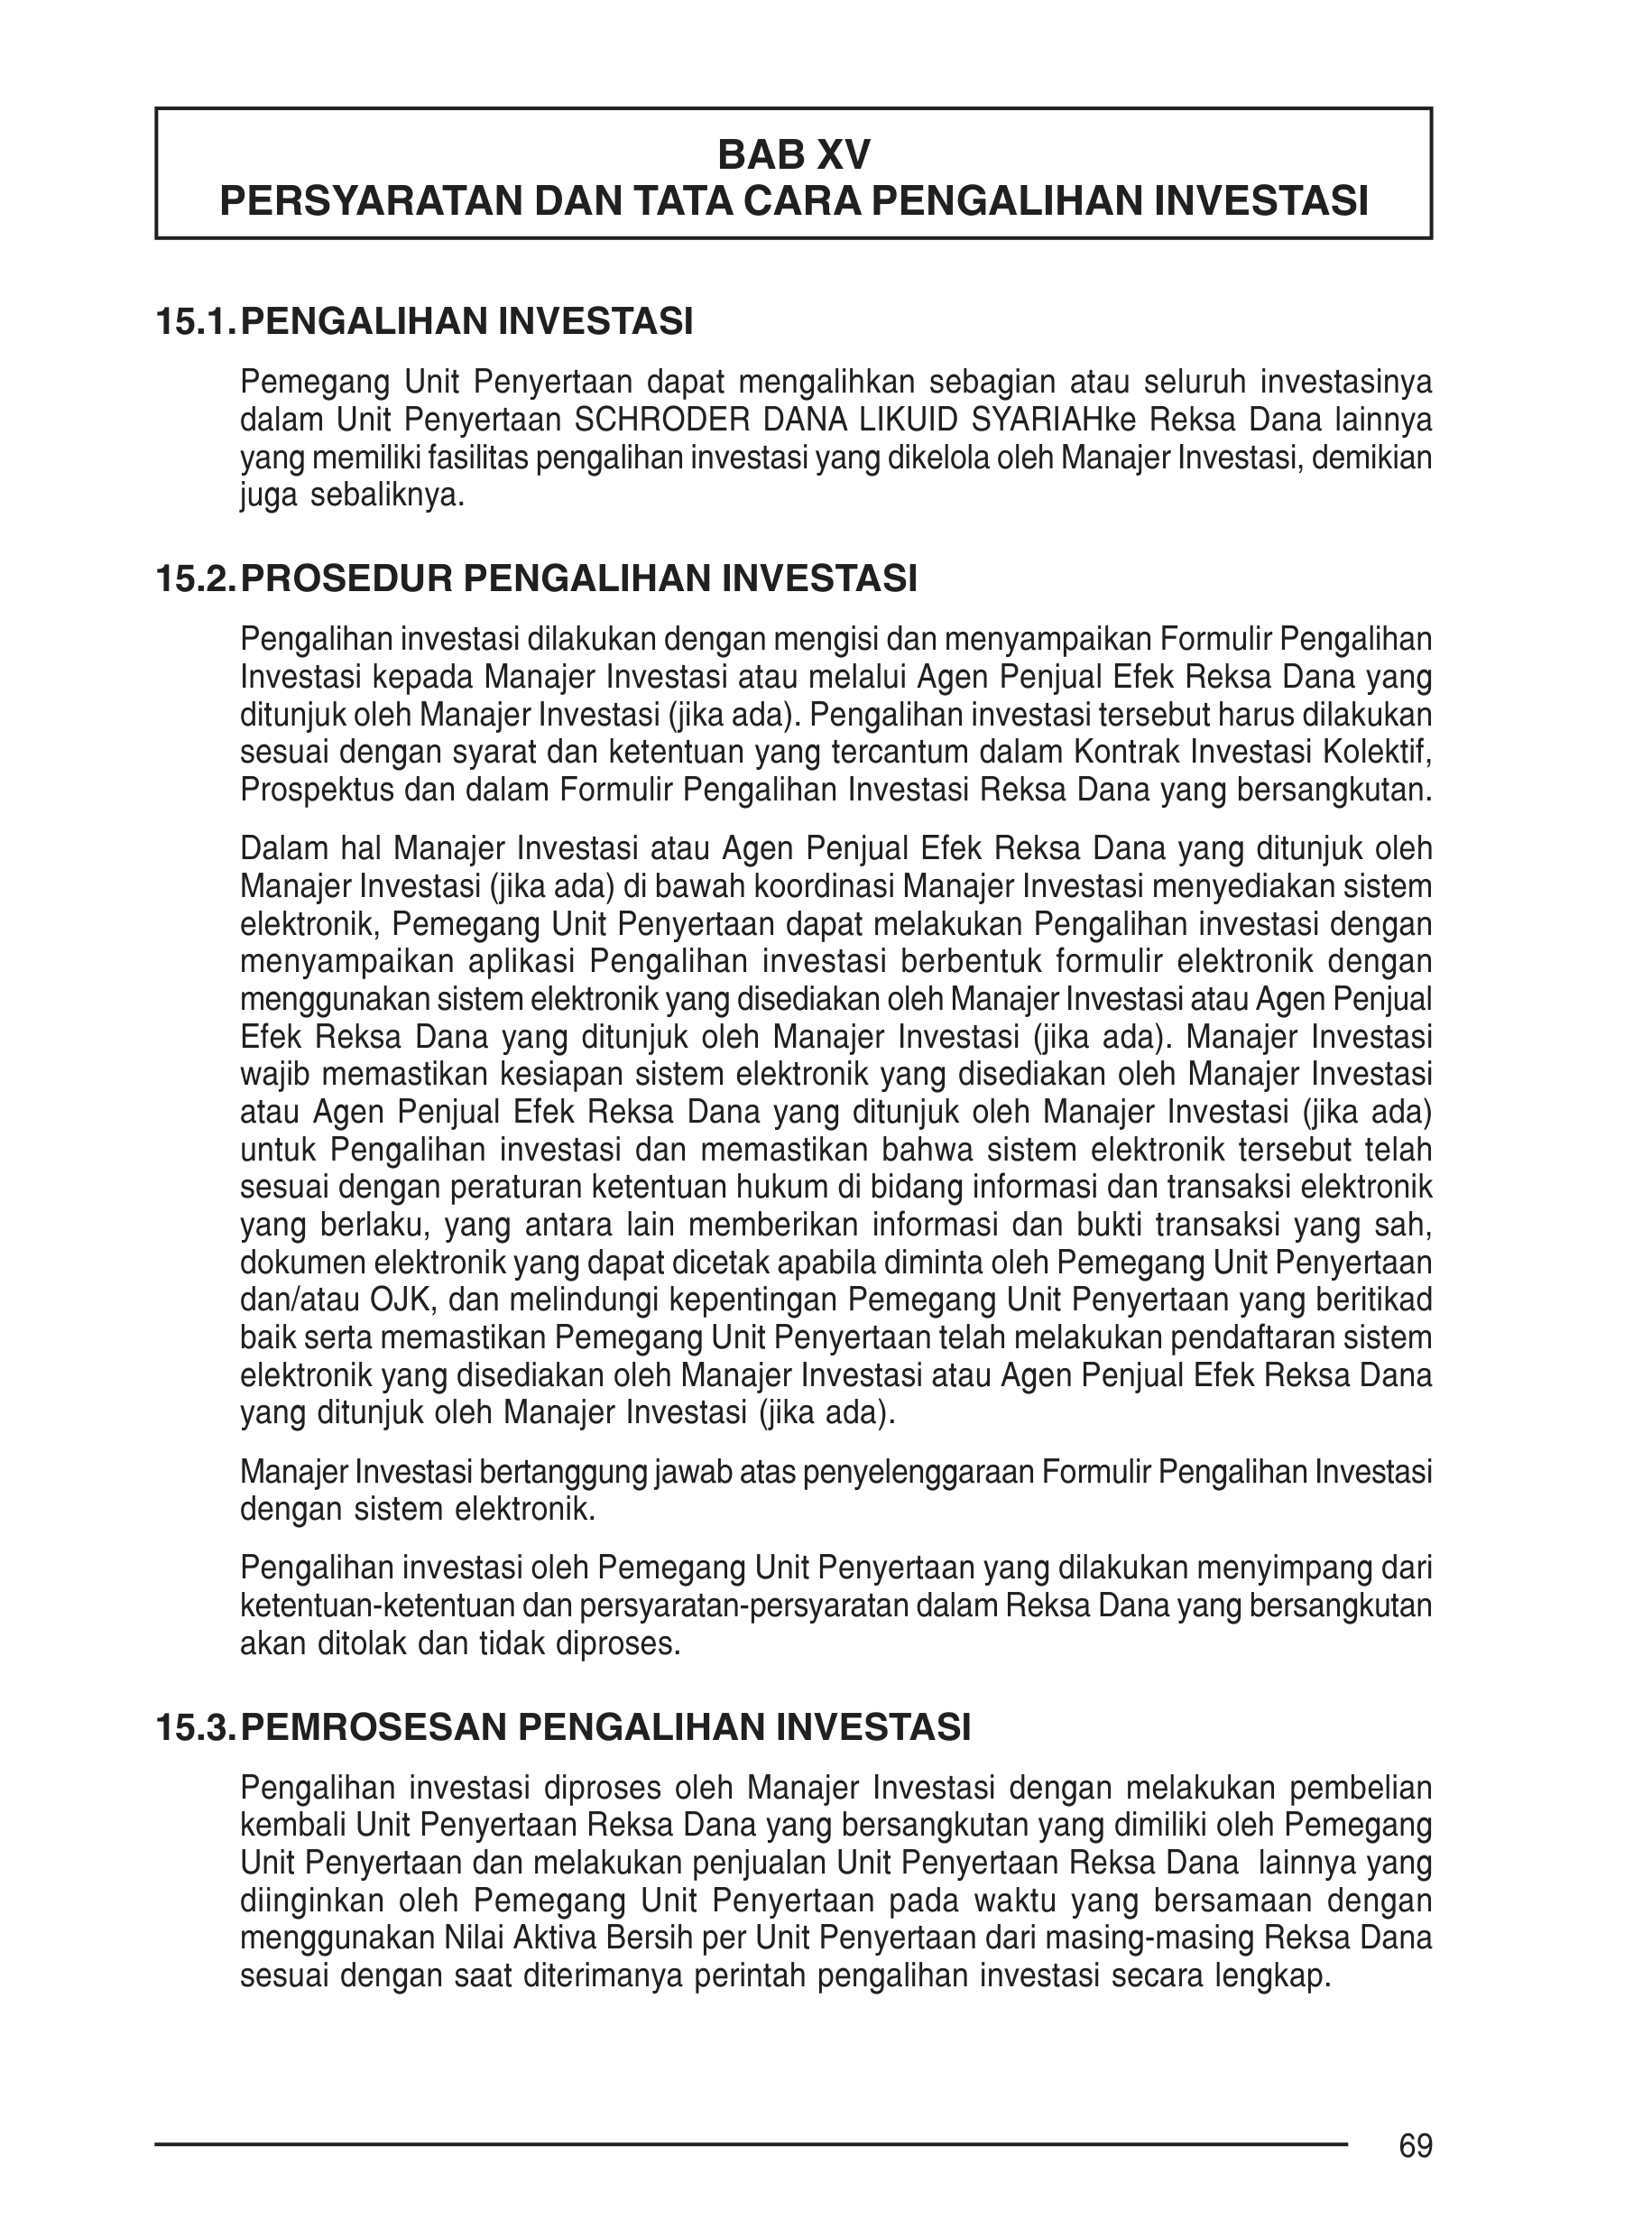 BAB XV
PERSYARATAN DAN TATA CARA PENGALIHAN INVESTASI
15.1. PENGALIHAN INVESTASI
Pemegang Unit Penyertaan dapat mengalihkan sebagian atau seluruh investasinya
dalam Unit Penyertaan SCHRODER DANA LIKUID SYARIAHke Reksa Dana lainnya
yang memiliki fasilitas pengalihan investasi yang dikelola oleh Manajer Investasi, demikian
juga sebaliknya.
15.2. PROSEDUR PENGALIHAN INVESTASI
Pengalihan investasi dilakukan dengan mengisi dan menyampaikan Formulir Pengalihan
Investasi kepada Manajer Investasi atau melalui Agen Penjual Efek Reksa Dana yang
ditunjuk oleh Manajer Investasi (jika ada). Pengalihan investasi tersebut harus dilakukan
sesuai dengan syarat dan ketentuan yang tercantum dalam Kontrak Investasi Kolektif,
Prospektus dan dalam Formulir Pengalihan Investasi Reksa Dana yang bersangkutan.
Dalam hal Manajer Investasi atau Agen Penjual Efek Reksa Dana yang ditunjuk oleh
Manajer Investasi (jika ada) di bawah koordinasi Manajer Investasi menyediakan sistem
elektronik, Pemegang Unit Penyertaan dapat melakukan Pengalihan investasi dengan
menyampaikan aplikasi Pengalihan investasi berbentuk formulir elektronik dengan
menggunakan sistem elektronik yang disediakan oleh Manajer Investasi atau Agen Penjual
Efek Reksa Dana yang ditunjuk oleh Manajer Investasi (jika ada). Manajer Investasi
wajib memastikan kesiapan sistem elektronik yang disediakan oleh Manajer Investasi
atau Agen Penjual Efek Reksa Dana yang ditunjuk oleh Manajer Investasi (jika ada)
untuk Pengalihan investasi dan memastikan bahwa sistem elektronik tersebut telah
sesuai dengan peraturan ketentuan hukum di bidang informasi dan transaksi elektronik
yang berlaku, yang antara lain memberikan informasi dan bukti transaksi yang sah,
dokumen elektronik yang dapat dicetak apabila diminta oleh Pemegang Unit Penyertaan
dan/atau OJK, dan melindungi kepentingan Pemegang Unit Penyertaan yang beritikad
baik serta memastikan Pemegang Unit Penyertaan telah melakukan pendaftaran sistem
elektronik yang disediakan oleh Manajer Investasi atau Agen Penjual Efek Reksa Dana
yang ditunjuk oleh Manajer Investasi (jika ada).
Manajer Investasi bertanggung jawab atas penyelenggaraan Formulir Pengalihan Investasi
dengan sistem elektronik.
Pengalihan investasi oleh Pemegang Unit Penyertaan yang dilakukan menyimpang dari
ketentuan-ketentuan dan persyaratan-persyaratan dalam Reksa Dana yang bersangkutan
akan ditolak dan tidak diproses.
15.3. PEMROSESAN PENGALIHAN INVESTASI
Pengalihan investasi diproses oleh Manajer Investasi dengan melakukan pembelian
kembali Unit Penyertaan Reksa Dana yang bersangkutan yang dimiliki oleh Pemegang
Unit Penyertaan dan melakukan penjualan Unit Penyertaan Reksa Dana lainnya yang
diinginkan oleh Pemegang Unit Penyertaan pada waktu yang bersamaan dengan
menggunakan Nilai Aktiva Bersih per Unit Penyertaan dari masing-masing Reksa Dana
sesuai dengan saat diterimanya perintah pengalihan investasi secara lengkap.
69